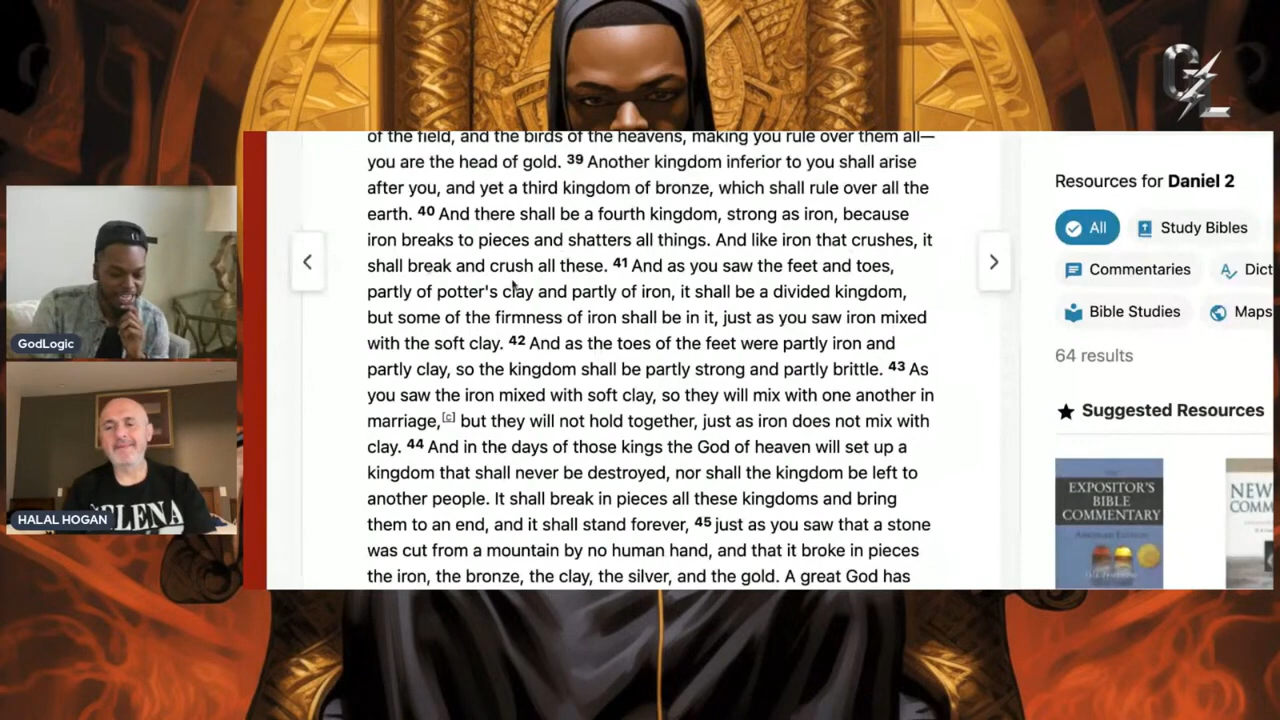 GL
GodLogic
HALAL HOGAN
ELENA
of the field, and the birds of the heavens, making you rule over them all—
you are the head of gold. 39 Another kingdom inferior to you shall arise
after you, and yet a third kingdom of bronze, which shall rule over all the
earth. 40 And there shall be a fourth kingdom, strong as iron, because
iron breaks to pieces and shatters all things. And like iron that crushes, it
shall break and crush all these. 41 And as you saw the feet and toes,
partly of potter's clay and partly of iron, it shall be a divided kingdom,
but some of the firmness of iron shall be in it, just as you saw iron mixed
with the soft clay. 42 And as the toes of the feet were partly iron and
partly clay, so the kingdom shall be partly strong and partly brittle. 43 As
you saw the iron mixed with soft clay, so they will mix with one another in
marriage,[c] but they will not hold together, just as iron does not mix with
clay. 44 And in the days of those kings the God of heaven will set up a
kingdom that shall never be destroyed, nor shall the kingdom be left to
another people. It shall break in pieces all these kingdoms and bring
them to an end, and it shall stand forever, 45 just as you saw that a stone
was cut from a mountain by no human hand, and that it broke in pieces
the iron, the bronze, the clay, the silver, and the gold. A great God has
Resources for Daniel 2
All
Study Bibles
Commentaries
Dict
Bible Studies
Maps
64 results
Suggested Resources
EXPOSITOR'S
BIBLE
COMMENTARY
NEW
COMM